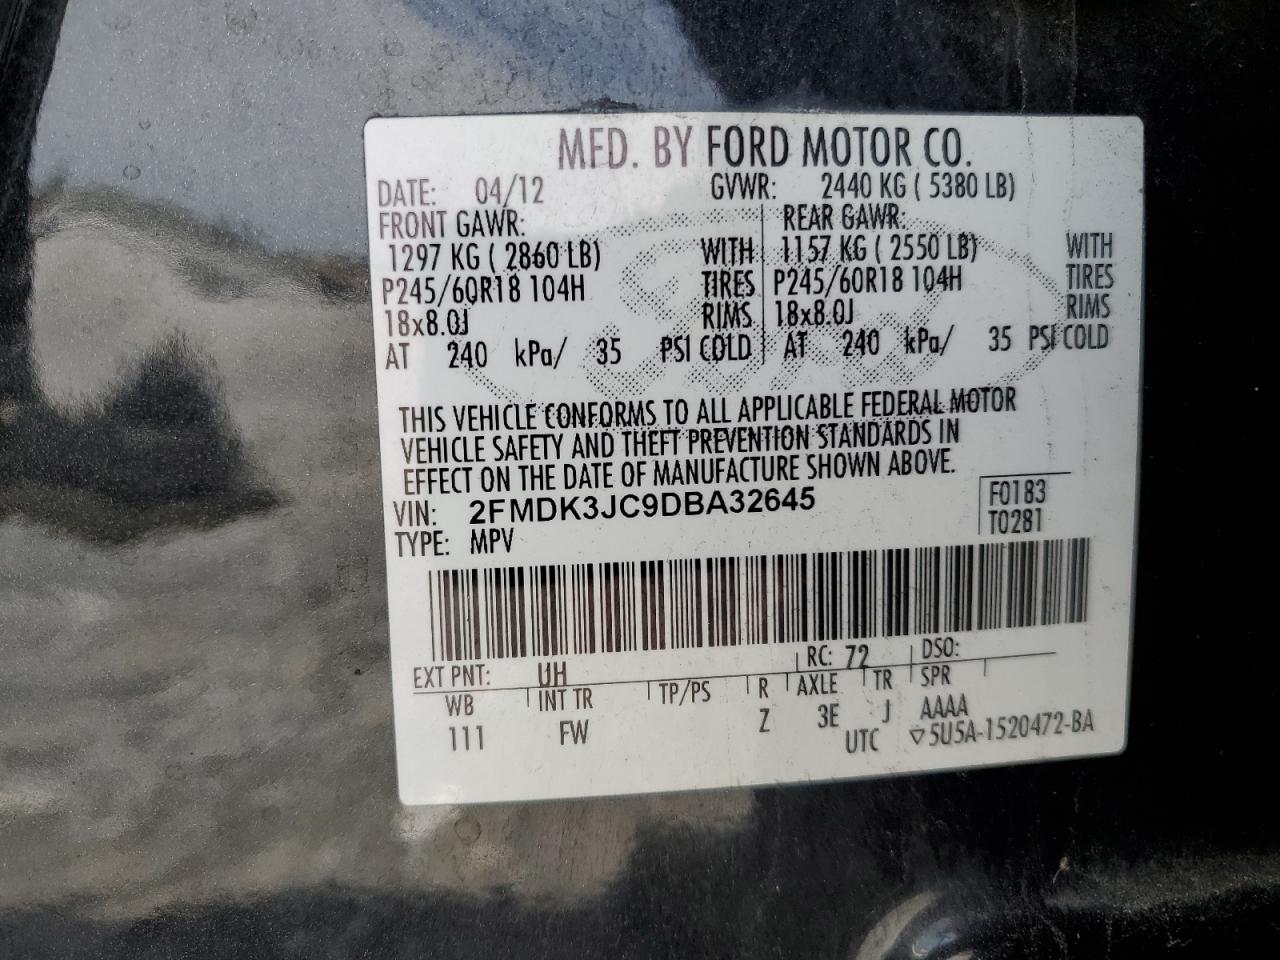 MFD. BY FORD MOTOR CO.
DATE: 04/12 GVWR: 2440 KG ( 5380 LB)
FRONT GAWR: REAR GAWR:
1297 KG ( 2860 LB) WITH 1157 KG ( 2550 LB) WITH
P245/60R18 104H TIRES P245/60R18 104H TIRES
18x8.0J RIMS 18x8.0J RIMS
AT 240 kPa/ 35 PSI COLD AT 240 kPa/ 35 PSI COLD
THIS VEHICLE CONFORMS TO ALL APPLICABLE FEDERAL MOTOR
VEHICLE SAFETY AND THEFT PREVENTION STANDARDS IN
EFFECT ON THE DATE OF MANUFACTURE SHOWN ABOVE.
VIN: 2FMDK3JC9DBA32645 F0183
TYPE: MPV T0281
EXT PNT: UH RC: 72 DSO:
WB INT TR TP/PS R AXLE TR SPR
111 FW Z 3E J AAAA
UTC ▽5U5A-1520472-BA